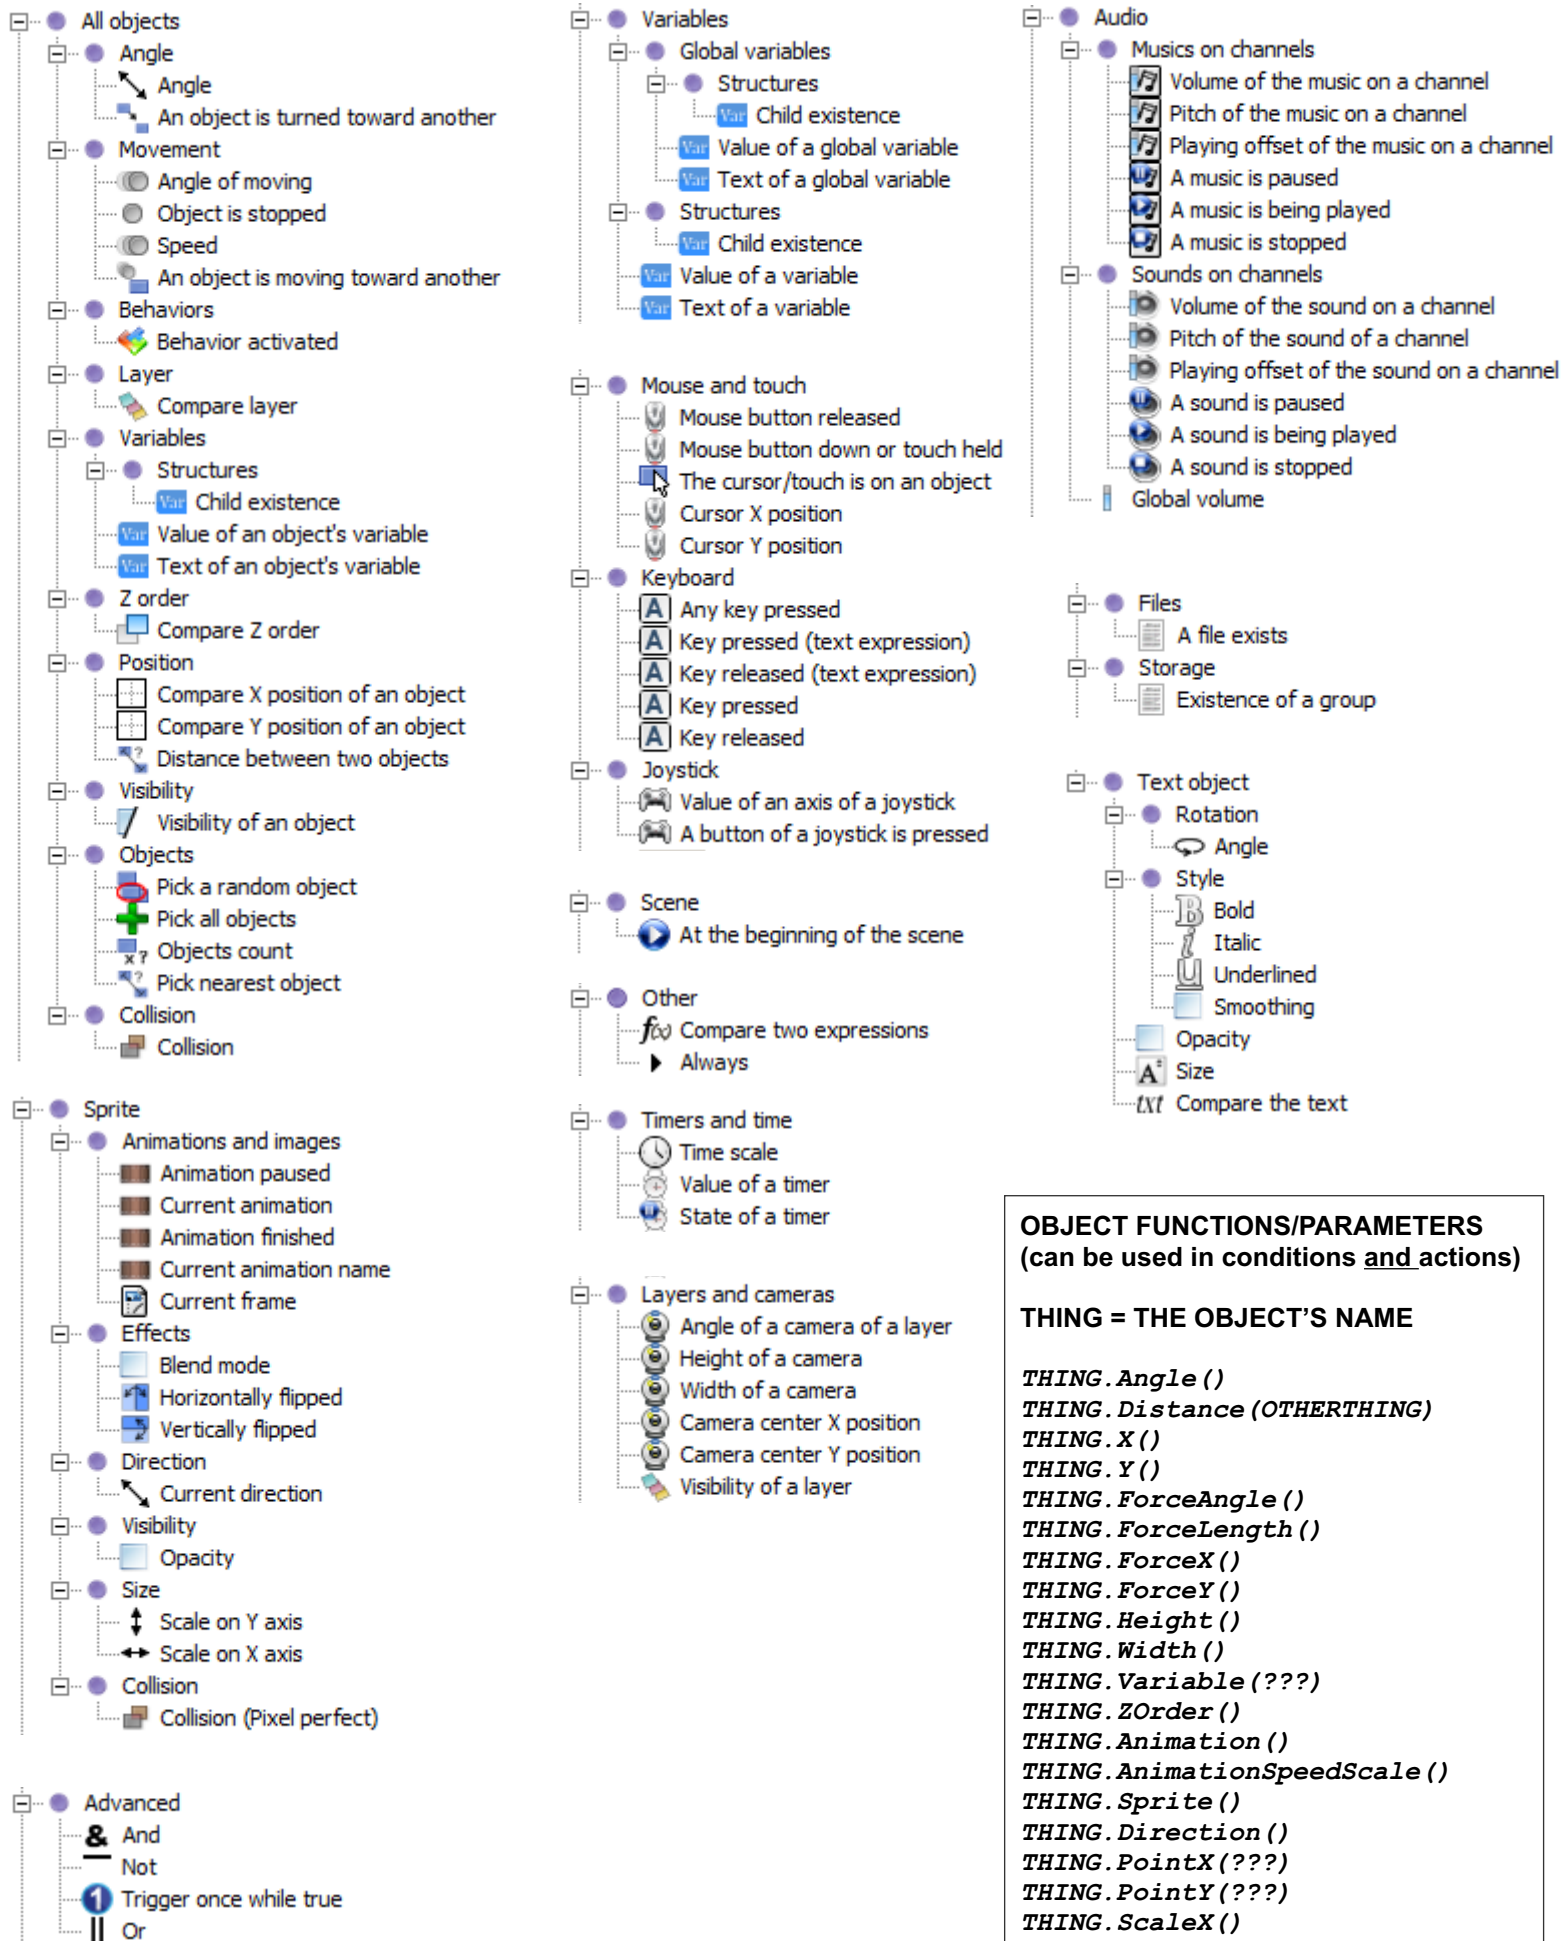 All objects
Angle
Angle
An object is turned toward another
Movement
Angle of moving
Object is stopped
Speed
An object is moving toward another
Behaviors
Behavior activated
Layer
Compare layer
Variables
Structures
Var Child existence
Var Value of an object's variable
Var Text of an object's variable
Z order
Compare Z order
Position
Compare X position of an object
Compare Y position of an object
Distance between two objects
Visibility
Visibility of an object
Objects
Pick a random object
Pick all objects
Objects count
Pick nearest object
Collision
Collision
Sprite
Animations and images
Animation paused
Current animation
Animation finished
Current animation name
Current frame
Effects
Blend mode
Horizontally flipped
Vertically flipped
Direction
Current direction
Visibility
Opacity
Size
Scale on Y axis
Scale on X axis
Collision
Collision (Pixel perfect)
Advanced
& And
Not
1 Trigger once while true
|| Or
Variables
Global variables
Structures
Var Child existence
Var Value of a global variable
Var Text of a global variable
Structures
Var Child existence
Var Value of a variable
Var Text of a variable
Mouse and touch
Mouse button released
Mouse button down or touch held
The cursor/touch is on an object
Cursor X position
Cursor Y position
Keyboard
A Any key pressed
A Key pressed (text expression)
A Key released (text expression)
A Key pressed
A Key released
Joystick
Value of an axis of a joystick
A button of a joystick is pressed
Scene
At the beginning of the scene
Other
f(x) Compare two expressions
Always
Timers and time
Time scale
Value of a timer
State of a timer
Layers and cameras
Angle of a camera of a layer
Height of a camera
Width of a camera
Camera center X position
Camera center Y position
Visibility of a layer
Audio
Musics on channels
Volume of the music on a channel
Pitch of the music on a channel
Playing offset of the music on a channel
A music is paused
A music is being played
A music is stopped
Sounds on channels
Volume of the sound on a channel
Pitch of the sound of a channel
Playing offset of the sound on a channel
A sound is paused
A sound is being played
A sound is stopped
Global volume
Files
A file exists
Storage
Existence of a group
Text object
Rotation
Angle
Style
B Bold
i Italic
U Underlined
Smoothing
Opacity
A Size
txt Compare the text
OBJECT FUNCTIONS/PARAMETERS
(can be used in conditions and actions)
THING = THE OBJECT’S NAME
THING.Angle()
THING.Distance(OTHERTHING)
THING.X()
THING.Y()
THING.ForceAngle()
THING.ForceLength()
THING.ForceX()
THING.ForceY()
THING.Height()
THING.Width()
THING.Variable(???)
THING.ZOrder()
THING.Animation()
THING.AnimationSpeedScale()
THING.Sprite()
THING.Direction()
THING.PointX(???)
THING.PointY(???)
THING.ScaleX()